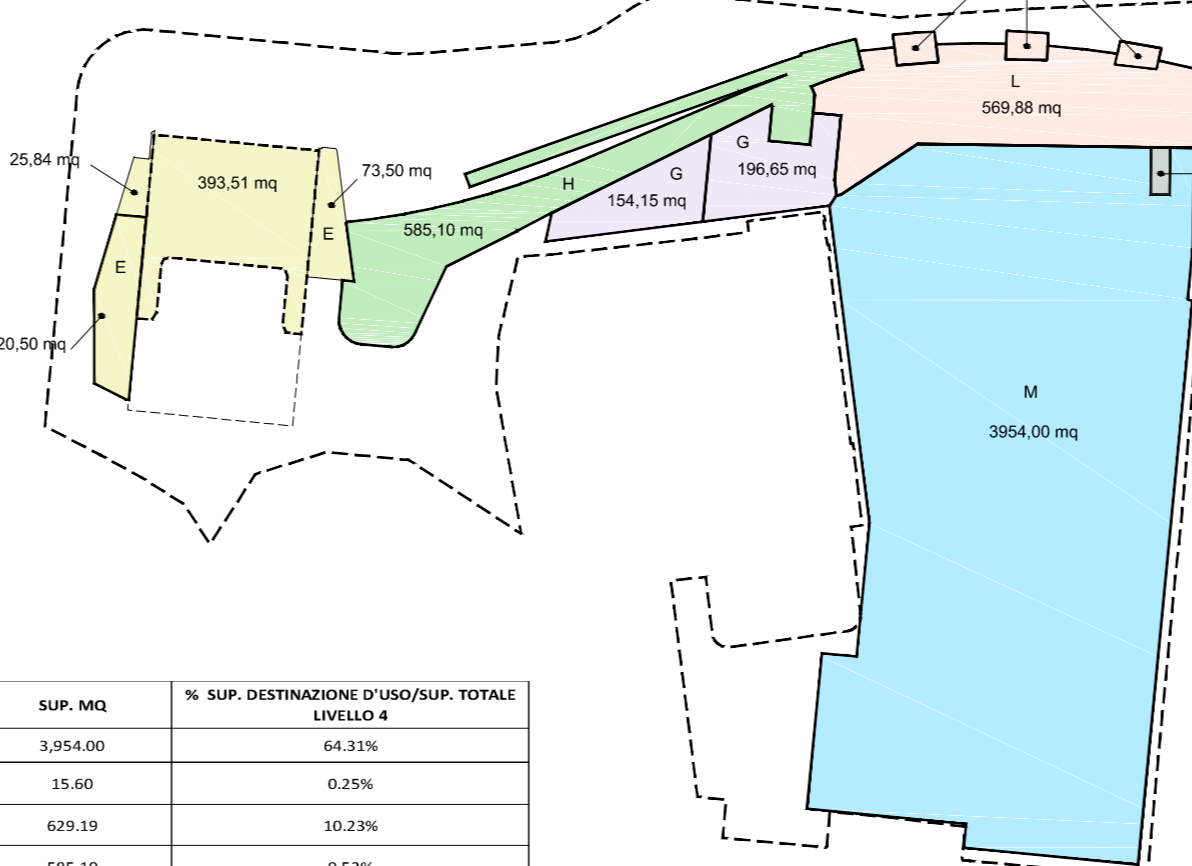 L
569,88 mq
25,84 mq
393,51 mq
73,50 mq
G
196,65 mq
H
G
154,15 mq
E
585,10 mq
E
20,50 mq
M
3954,00 mq
SUP. MQ
% SUP. DESTINAZIONE D'USO/SUP. TOTALE
LIVELLO 4
3,954.00
64.31%
15.60
0.25%
629.19
10.23%